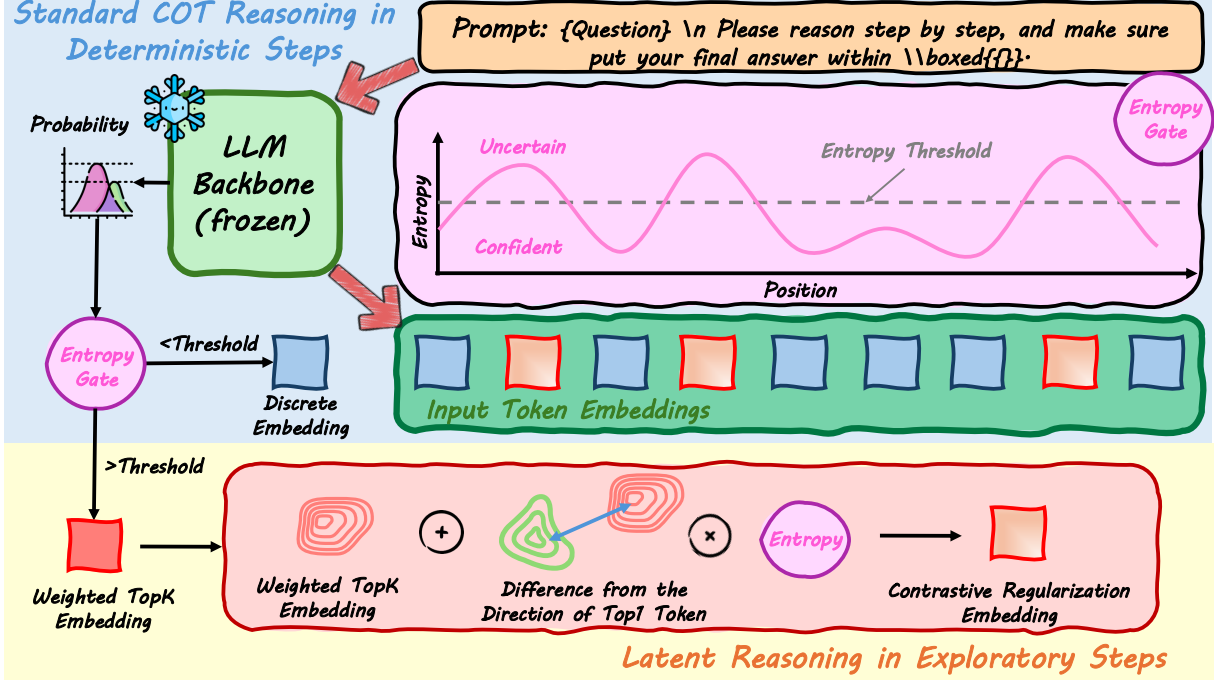 Standard COT Reasoning in
Deterministic Steps
Prompt: {Question} \n Please reason step by step, and make sure
put your final answer within \\boxed{{}}.
Probability
LLM
Backbone
(frozen)
Entropy
Gate
Uncertain
Entropy Threshold
Entropy
Confident
Position
Entropy
Gate
<Threshold
Discrete
Embedding
Input Token Embeddings
>Threshold
Weighted TopK
Embedding
Weighted TopK
Embedding
+
Difference from the
Direction of Top1 Token
×
Entropy
Contrastive Regularization
Embedding
Latent Reasoning in Exploratory Steps